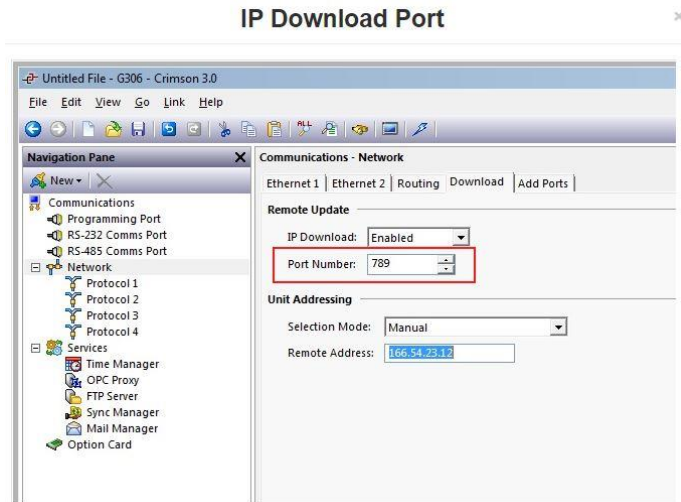 IP Download Port
Untitled File - G306 - Crimson 3.0
File Edit View Go Link Help
ALL
Navigation Pane X
Communications - Network
New
Ethernet 1 Ethernet 2 Routing Download Add Ports
Communications
Programming Port
RS-232 Comms Port
RS-485 Comms Port
Network
Protocol 1
Protocol 2
Protocol 3
Protocol 4
Services
Time Manager
OPC Proxy
FTP Server
Sync Manager
Mail Manager
Option Card
Remote Update
IP Download: Enabled
Port Number: 789
Unit Addressing
Selection Mode: Manual
Remote Address: 166.54.23.12